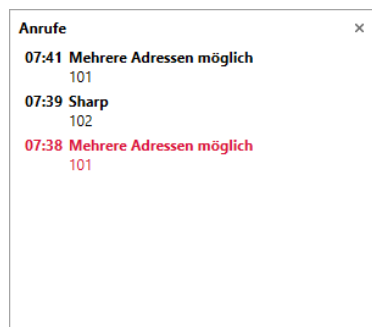 Anrufe
07:41 Mehrere Adressen möglich
101
07:39 Sharp
102
07:38 Mehrere Adressen möglich
101